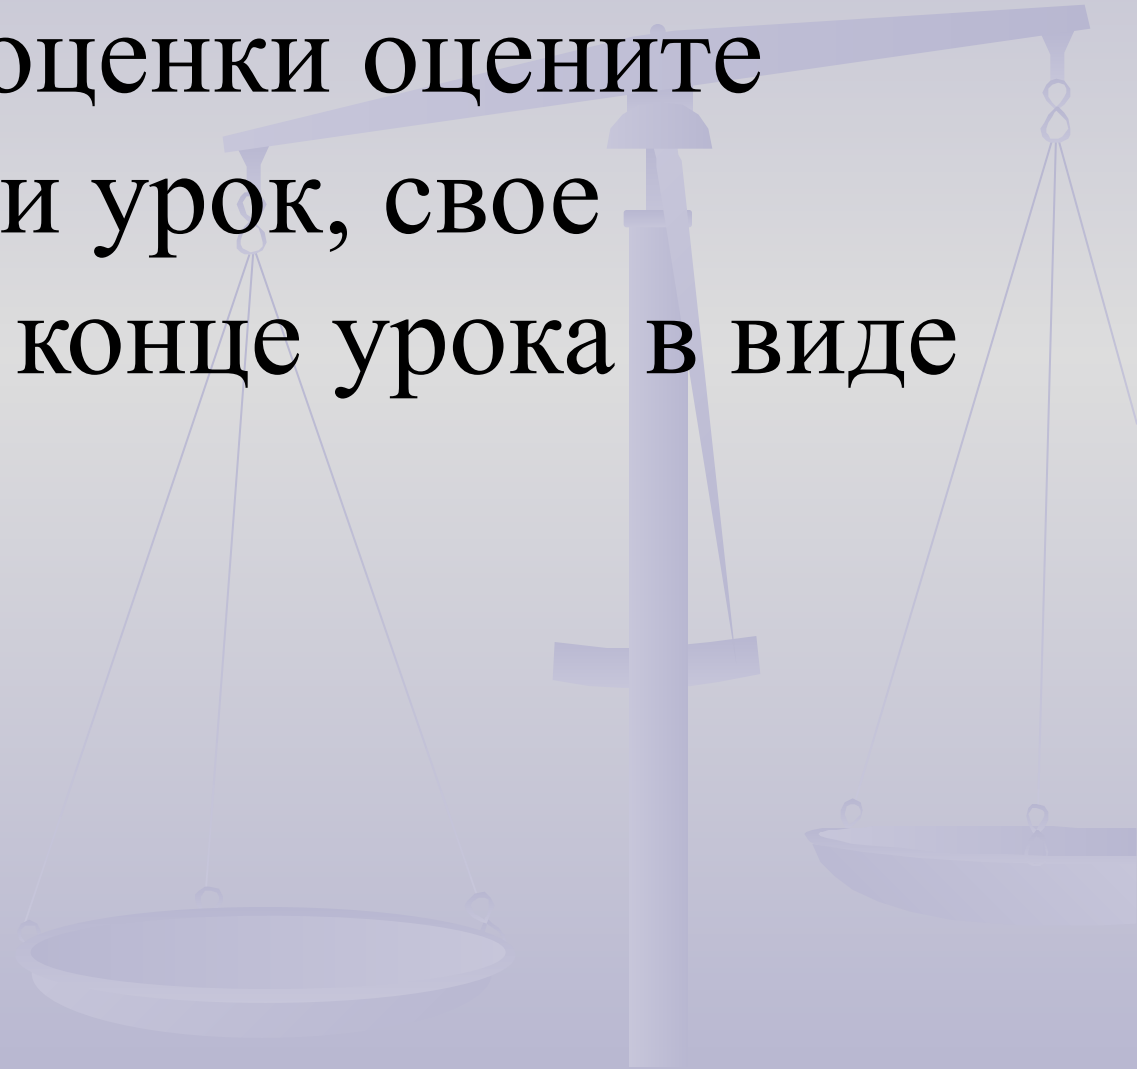 оценки оцените
и урок, свое
конце урока в виде